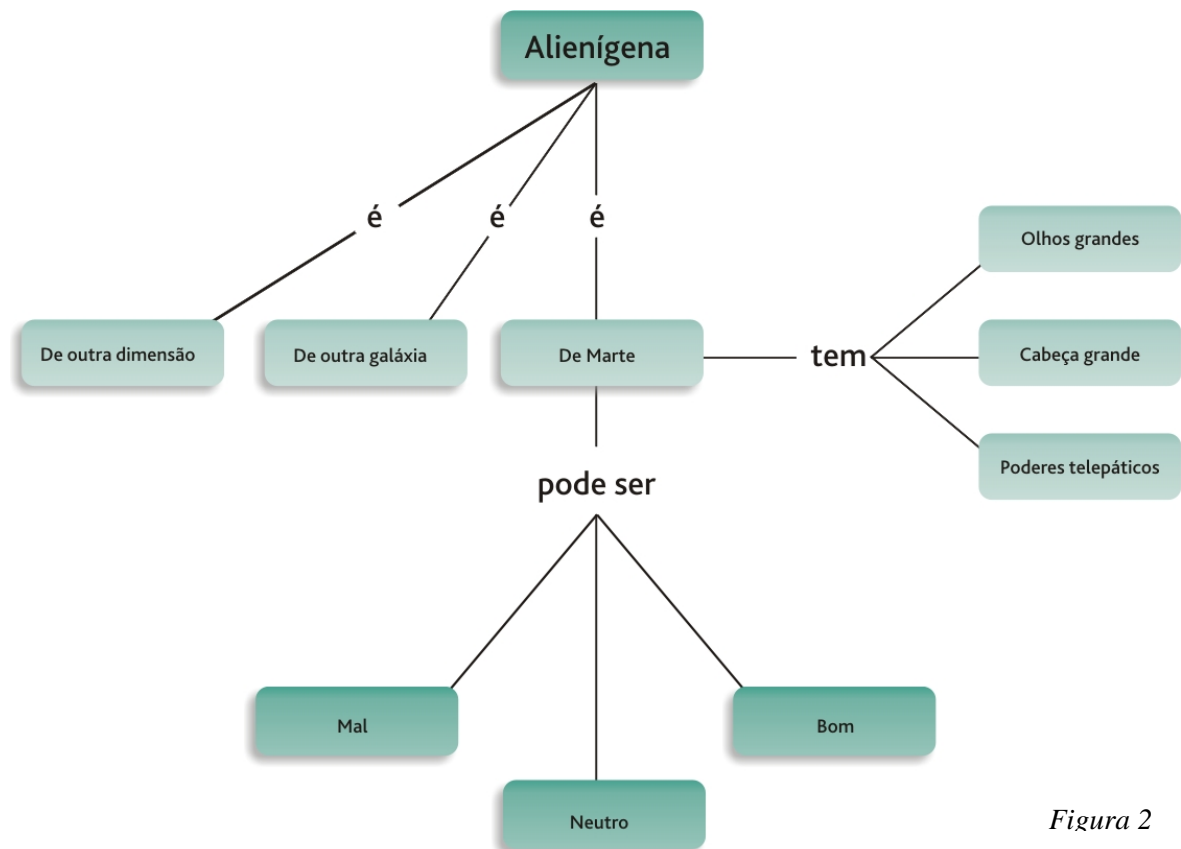 Alienígena
é é é
De outra dimensão De outra galáxia De Marte tem Olhos grandes
Cabeça grande
Poderes telepáticos
pode ser
Mal Bom
Neutro
Figura 2